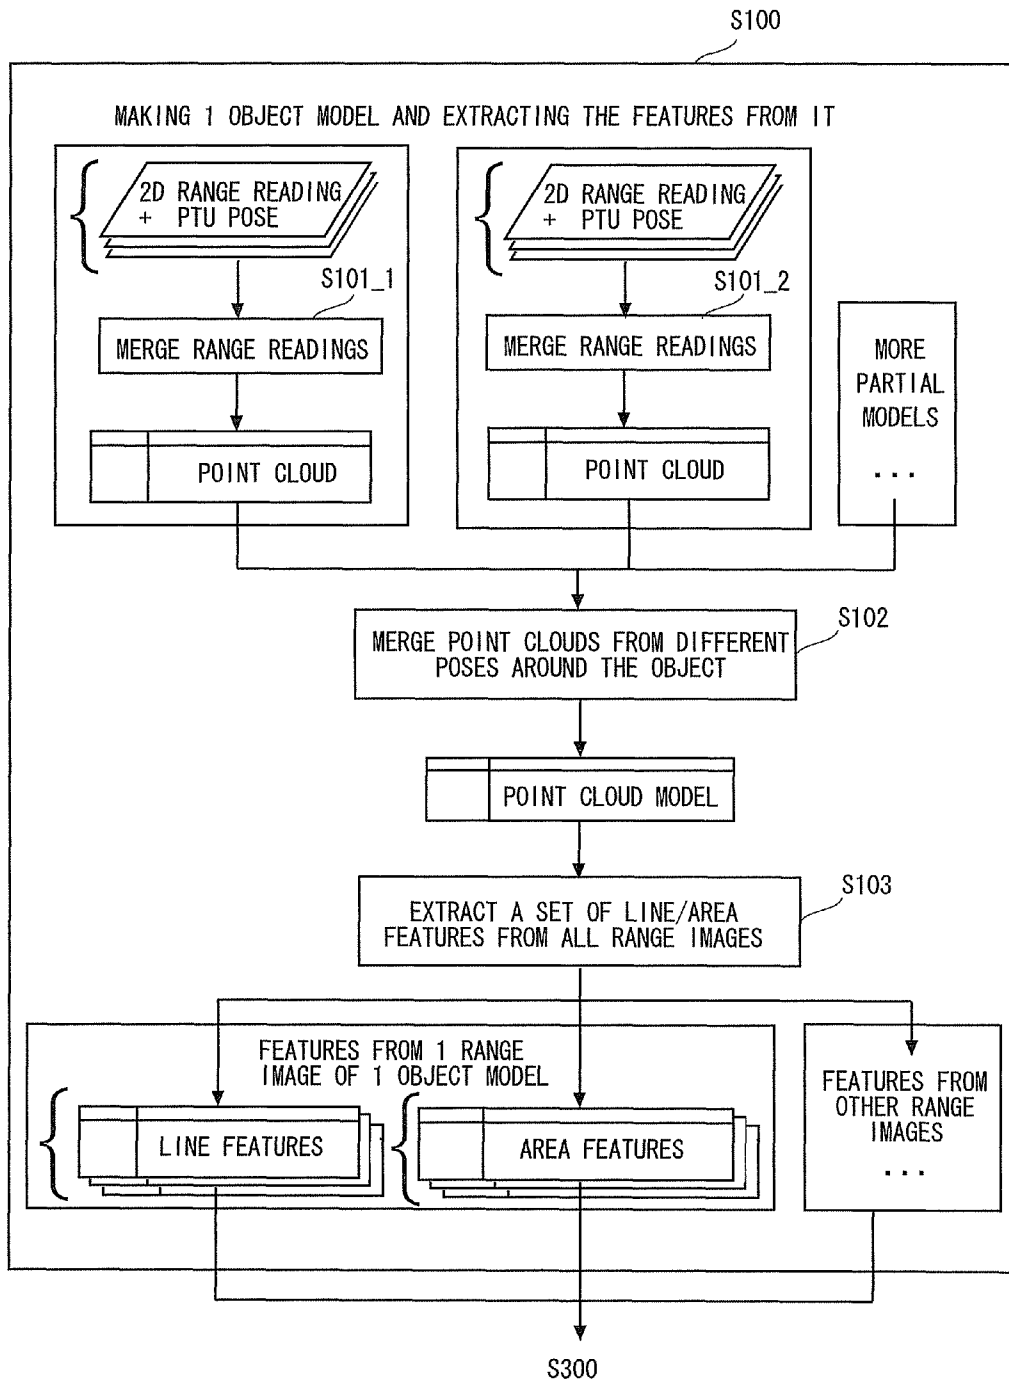 S100
MAKING 1 OBJECT MODEL AND EXTRACTING THE FEATURES FROM IT
2D RANGE READING
+ PTU POSE
S101_1
MERGE RANGE READINGS
POINT CLOUD
2D RANGE READING
+ PTU POSE
S101_2
MERGE RANGE READINGS
POINT CLOUD
MORE
PARTIAL
MODELS
...
S102
MERGE POINT CLOUDS FROM DIFFERENT
POSES AROUND THE OBJECT
POINT CLOUD MODEL
S103
EXTRACT A SET OF LINE/AREA
FEATURES FROM ALL RANGE IMAGES
FEATURES FROM 1 RANGE
IMAGE OF 1 OBJECT MODEL
LINE FEATURES
AREA FEATURES
FEATURES FROM
OTHER RANGE
IMAGES
...
S300